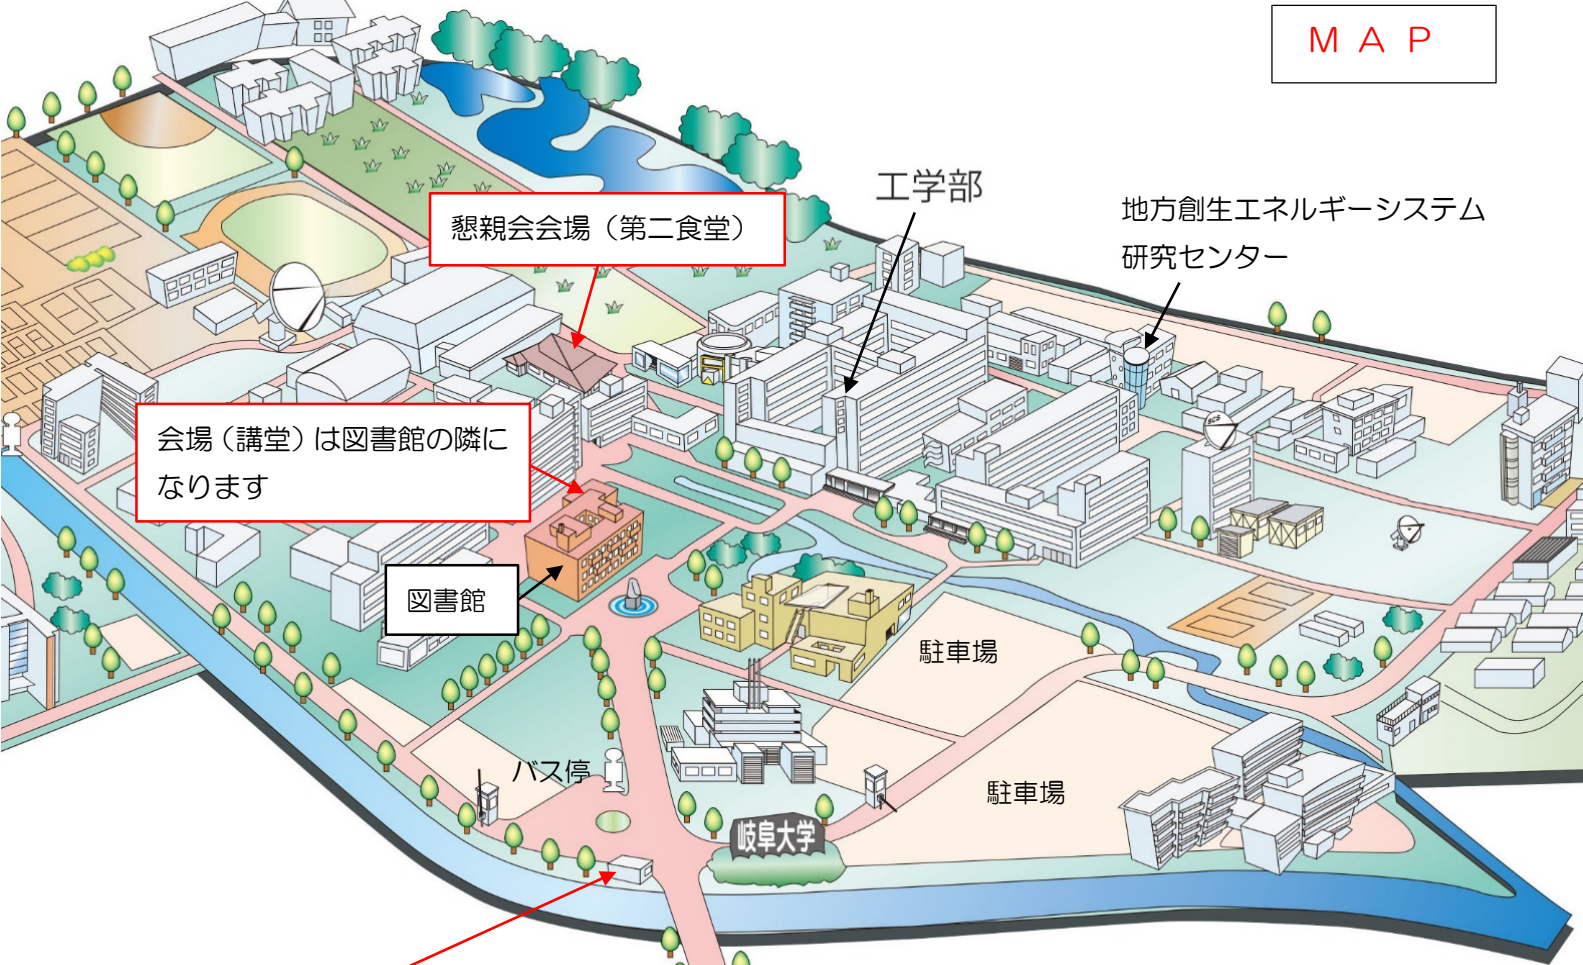 MAP
工学部
地方創生エネルギーシステム
研究センター
懇親会会場（第二食堂）
会場（講堂）は図書館の隣に
なります
SCS
図書館
駐車場
バス停
駐車場
岐阜大学